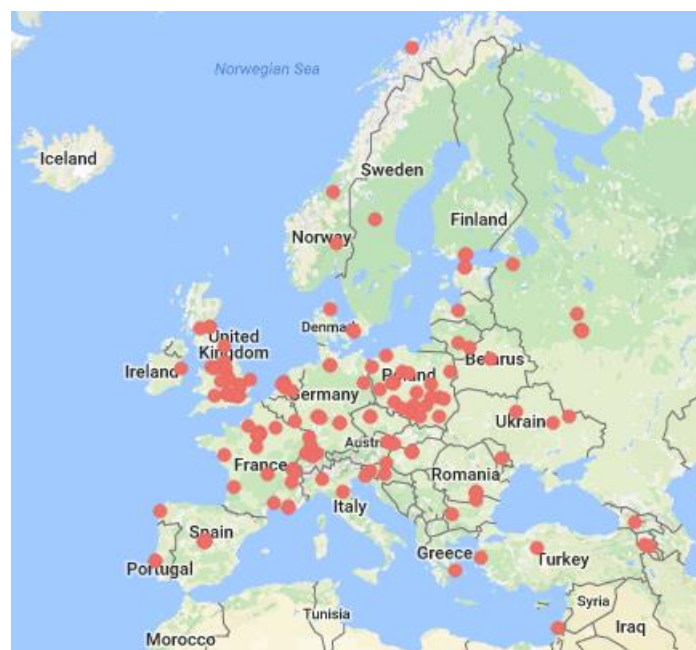 Norwegian Sea
Iceland
Sweden
Finland
Norway
Denmark
United
Kingdom
Ireland
Belarus
Poland
Germany
Ukraine
Austria
France
Romania
Italy
Spain
Portugal
Greece
Turkey
Syria
Tunisia
Iraq
Morocco